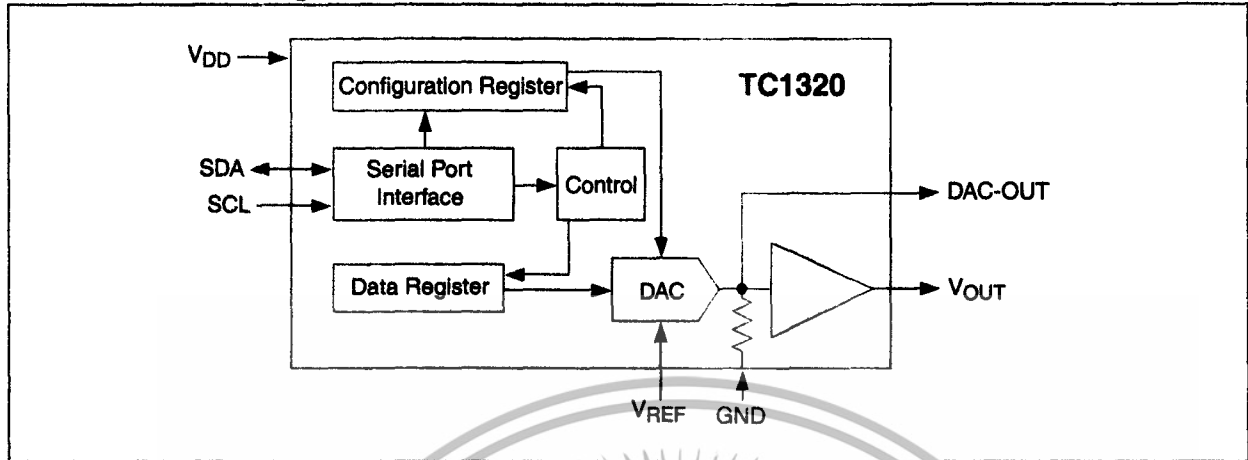 VDD
Configuration Register
TC1320
SDA
SCL
Serial Port
Interface
Control
DAC-OUT
Data Register
DAC
VOUT
VREF
GND